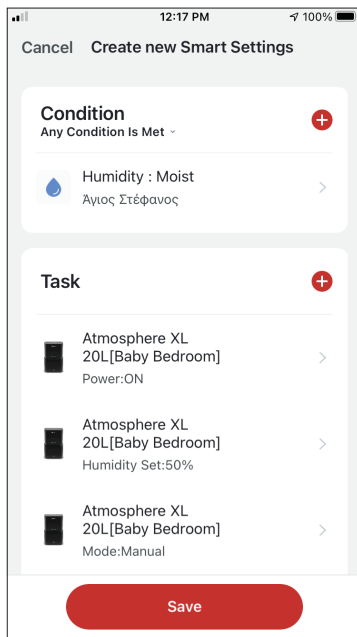 12:17 PM
100%
Cancel Create new Smart Settings
Condition
Any Condition Is Met
Humidity : Moist
Άγιος Στέφανος
Task
Atmosphere XL
20L[Baby Bedroom]
Power:ON
Atmosphere XL
20L[Baby Bedroom]
Humidity Set:50%
Atmosphere XL
20L[Baby Bedroom]
Mode:Manual
Save